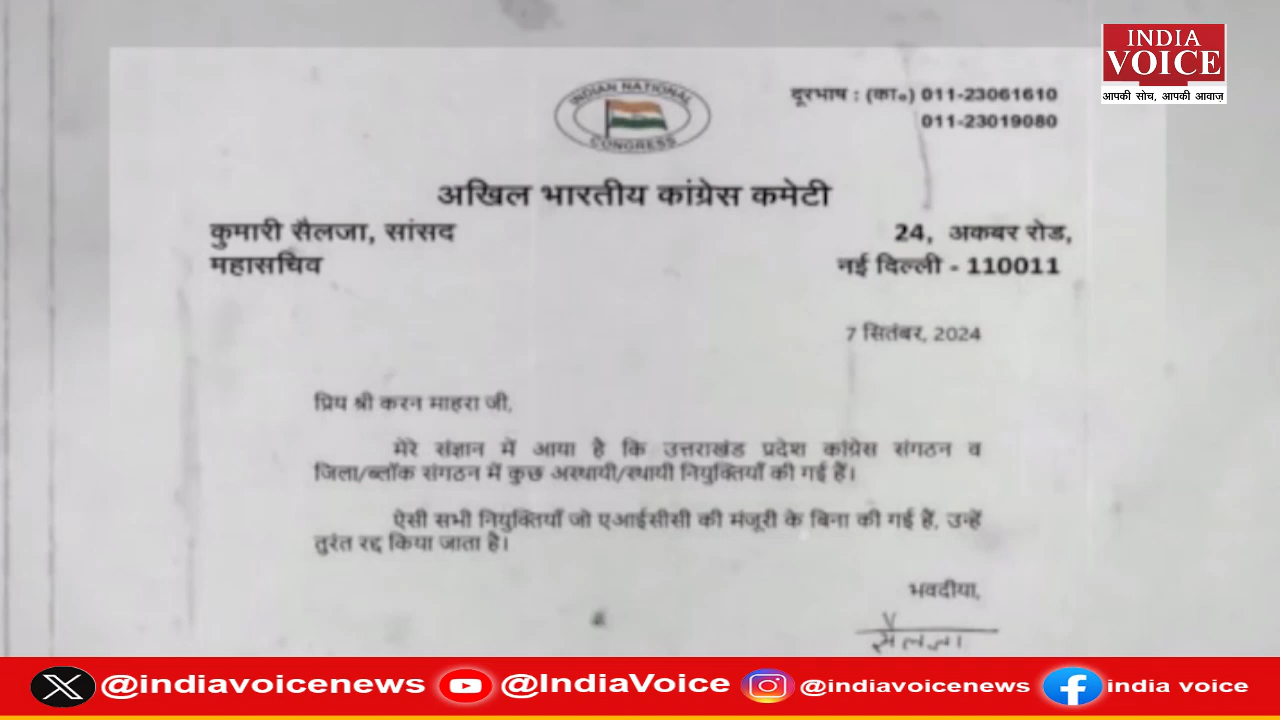 INDIA
VOICE
आपकी सोच, आपकी आवाज़
INDIAN NATIONAL
CONGRESS
दूरभाष : (का०) 011-23061610
011-23019080
अखिल भारतीय कांग्रेस कमेटी
कुमारी सैलजा, सांसद
महासचिव
24, अकबर रोड,
नई दिल्ली - 110011
7 सितंबर, 2024
प्रिय श्री करन माहरा जी,
मेरे संज्ञान में आया है कि उत्तराखंड प्रदेश कांग्रेस संगठन व
जिला/ब्लॉक संगठन में कुछ अस्थायी/स्थायी नियुक्तियाँ की गई हैं।
ऐसी सभी नियुक्तियाँ जो एआईसीसी की मंजूरी के बिना की गई हैं, उन्हें
तुरंत रद्द किया जाता है।
भवदीया,
सैलजा
@indiavoicenews @IndiaVoice @indiavoicenews india voice